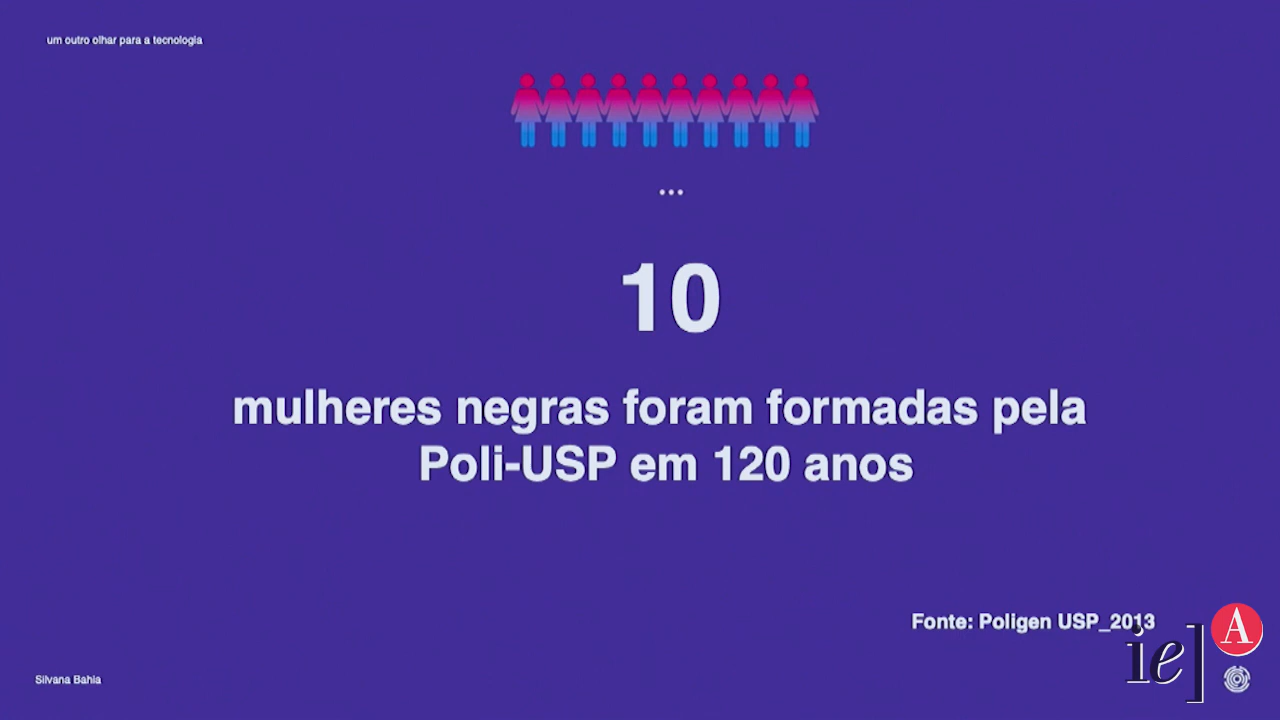 um outro olhar para a tecnologia
...
10
mulheres negras foram formadas pela
Poli-USP em 120 anos
Fonte: Poligen USP_2013
ie]
A
Silvana Bahia